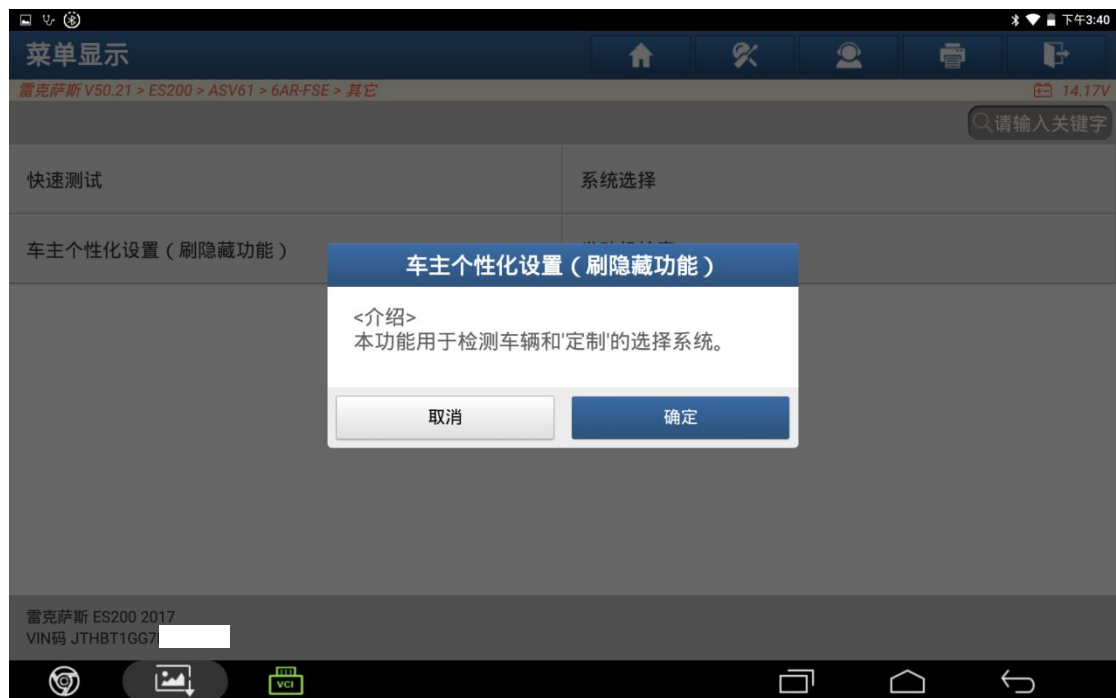 下午3:40
菜单显示
雷克萨斯 V50.21 > ES200 > ASV61 > 6AR-FSE > 其它
14.17V
请输入关键字
快速测试
系统选择
车主个性化设置（刷隐藏功能）
车主个性化设置（刷隐藏功能）
<介绍>
本功能用于检测车辆和'定制'的选择系统。
取消
确定
雷克萨斯 ES200 2017
VIN码 JTHBT1GG7
VCI